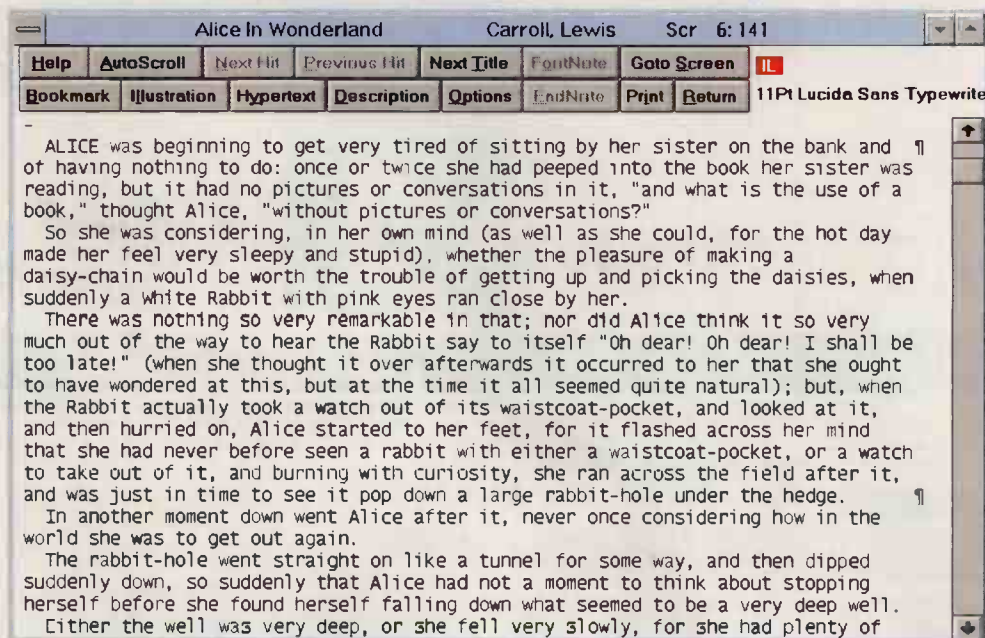 Alice In Wonderland Carroll, Lewis Scr 6: 141
Help AutoScroll Next Hit Previous Hit Next Title FootNote Goto Screen IL
Bookmark Illustration Hypertext Description Options EndNote Print Return 11Pt Lucida Sans Typewrite
ALICE was beginning to get very tired of sitting by her sister on the bank and ¶
of having nothing to do: once or twice she had peeped into the book her sister was
reading, but it had no pictures or conversations in it, "and what is the use of a
book," thought Alice, "without pictures or conversations?"
So she was considering, in her own mind (as well as she could, for the hot day
made her feel very sleepy and stupid), whether the pleasure of making a
daisy-chain would be worth the trouble of getting up and picking the daisies, when
suddenly a White Rabbit with pink eyes ran close by her.
There was nothing so very remarkable in that; nor did Alice think it so very
much out of the way to hear the Rabbit say to itself "Oh dear! Oh dear! I shall be
too late!" (when she thought it over afterwards it occurred to her that she ought
to have wondered at this, but at the time it all seemed quite natural); but, when
the Rabbit actually took a watch out of its waistcoat-pocket, and looked at it,
and then hurried on, Alice started to her feet, for it flashed across her mind
that she had never before seen a rabbit with either a waistcoat-pocket, or a watch
to take out of it, and burning with curiosity, she ran across the field after it,
and was just in time to see it pop down a large rabbit-hole under the hedge. ¶
In another moment down went Alice after it, never once considering how in the
world she was to get out again.
The rabbit-hole went straight on like a tunnel for some way, and then dipped
suddenly down, so suddenly that Alice had not a moment to think about stopping
herself before she found herself falling down what seemed to be a very deep well.
Either the well was very deep, or she fell very slowly, for she had plenty of